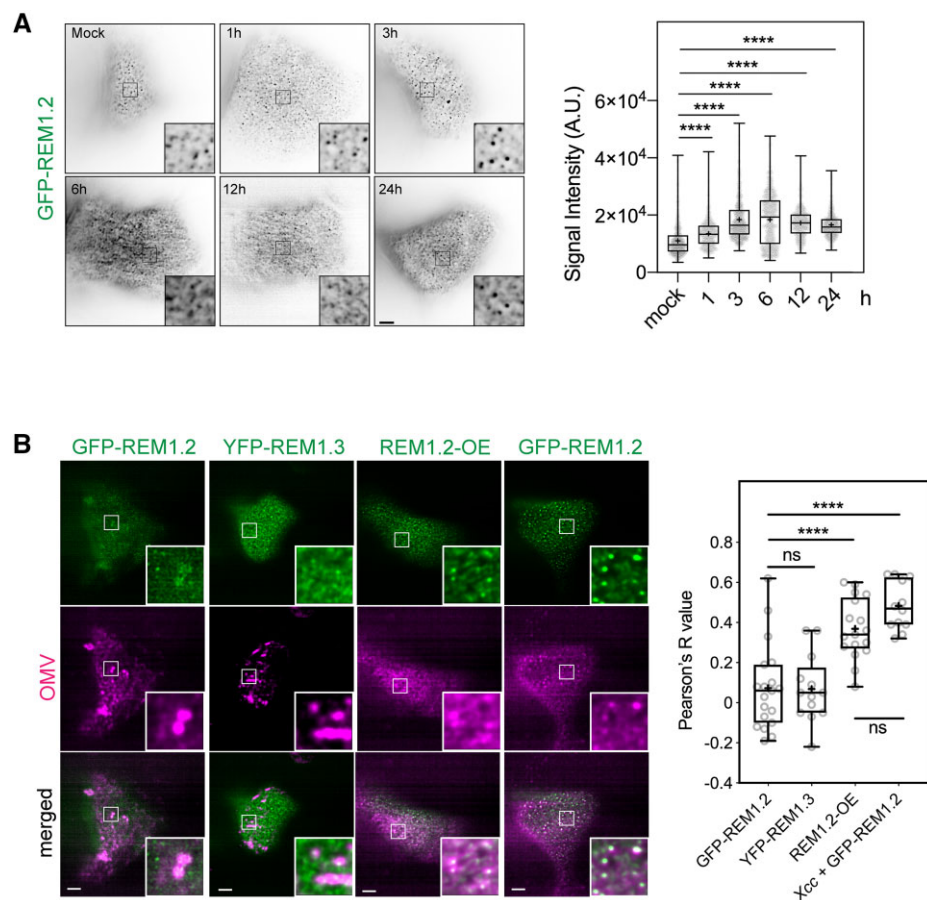 A
GFP-REM1.2
Mock
1h
3h
6h
12h
24h
Signal Intensity (A.U.)
6×10⁴
4×10⁴
2×10⁴
0
****
****
****
****
****
mock
1
3
6
12
24
h
B
GFP-REM1.2
YFP-REM1.3
REM1.2-OE
GFP-REM1.2
OMV
merged
Pearson's R value
0.8
0.6
0.4
0.2
0
-0.2
-0.4
****
****
ns
ns
GFP-REM1.2
YFP-REM1.3
REM1.2-OE
Xcc + GFP-REM1.2